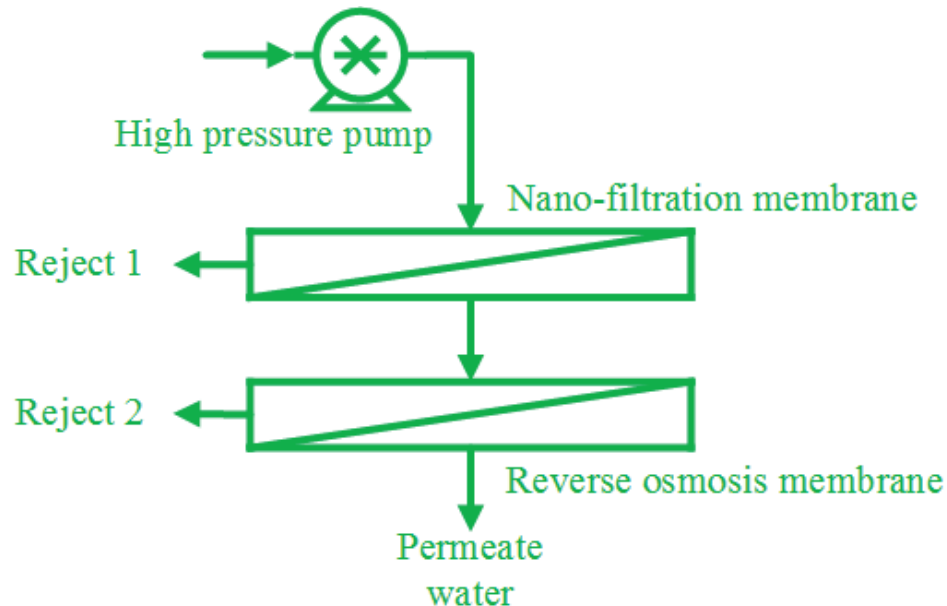 High pressure pump
Nano-filtration membrane
Reject 1
Reject 2
Reverse osmosis membrane
Permeate
water